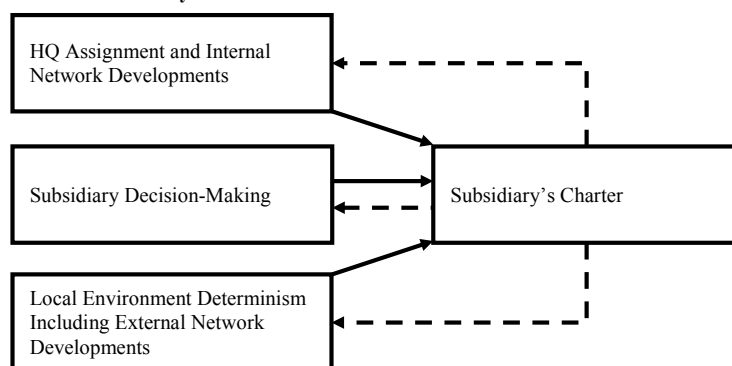 HQ Assignment and Internal
Network Developments
Subsidiary Decision-Making
Subsidiary’s Charter
Local Environment Determinism
Including External Network
Developments